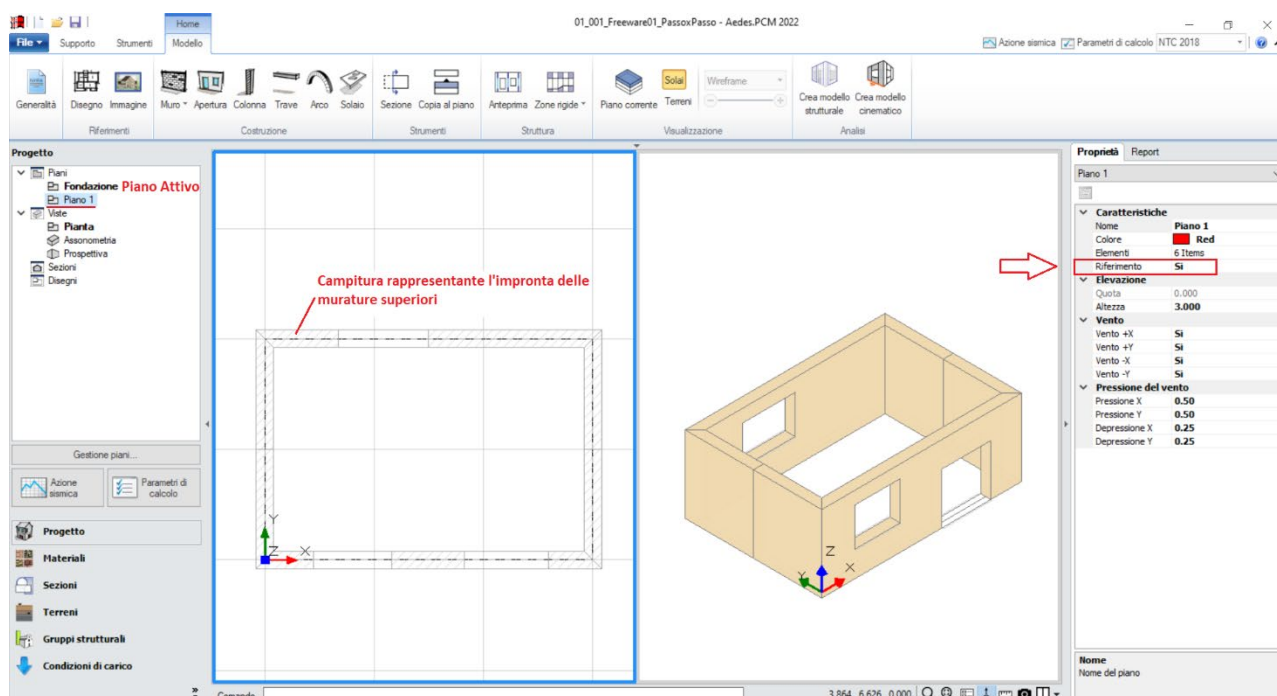 01_001_Freeware01_PassoxPasso - Aedes.PCM 2022
Home
File Supporto Strumenti Modello
Azione sismica Parametri di calcolo NTC 2018
Generalità Disegno Immagine Muro Apertura Colonna Trave Arco Solaio Sezione Copia al piano Anteprima Zone rigide Piano corrente Solai Terreni Wireframe Crea modello strutturale Crea modello cinematico
Riferimenti Costruzione Strumenti Struttura Visualizzazione Analisi
Progetto
Piani
Fondazione Piano Attivo
Piano 1
Viste
Pianta
Assonometria
Prospettiva
Sezioni
Disegni
Gestione piani...
Azione sismica
Parametri di calcolo
Progetto
Materiali
Sezioni
Terreni
Gruppi strutturali
Condizioni di carico
Campitura rappresentante l'impronta delle
murature superiori
Y
Z X
Z
Y X
Comando
3.864 6.626 0.000
Proprietà Report
Piano 1
Caratteristiche
Nome Piano 1
Colore Red
Elementi 6 Items
Riferimento Sì
Elevazione
Quota 0.000
Altezza 3.000
Vento
Vento +X Sì
Vento +Y Sì
Vento -X Sì
Vento -Y Sì
Pressione del vento
Pressione X 0.50
Pressione Y 0.50
Depressione X 0.25
Depressione Y 0.25
Nome
Nome del piano